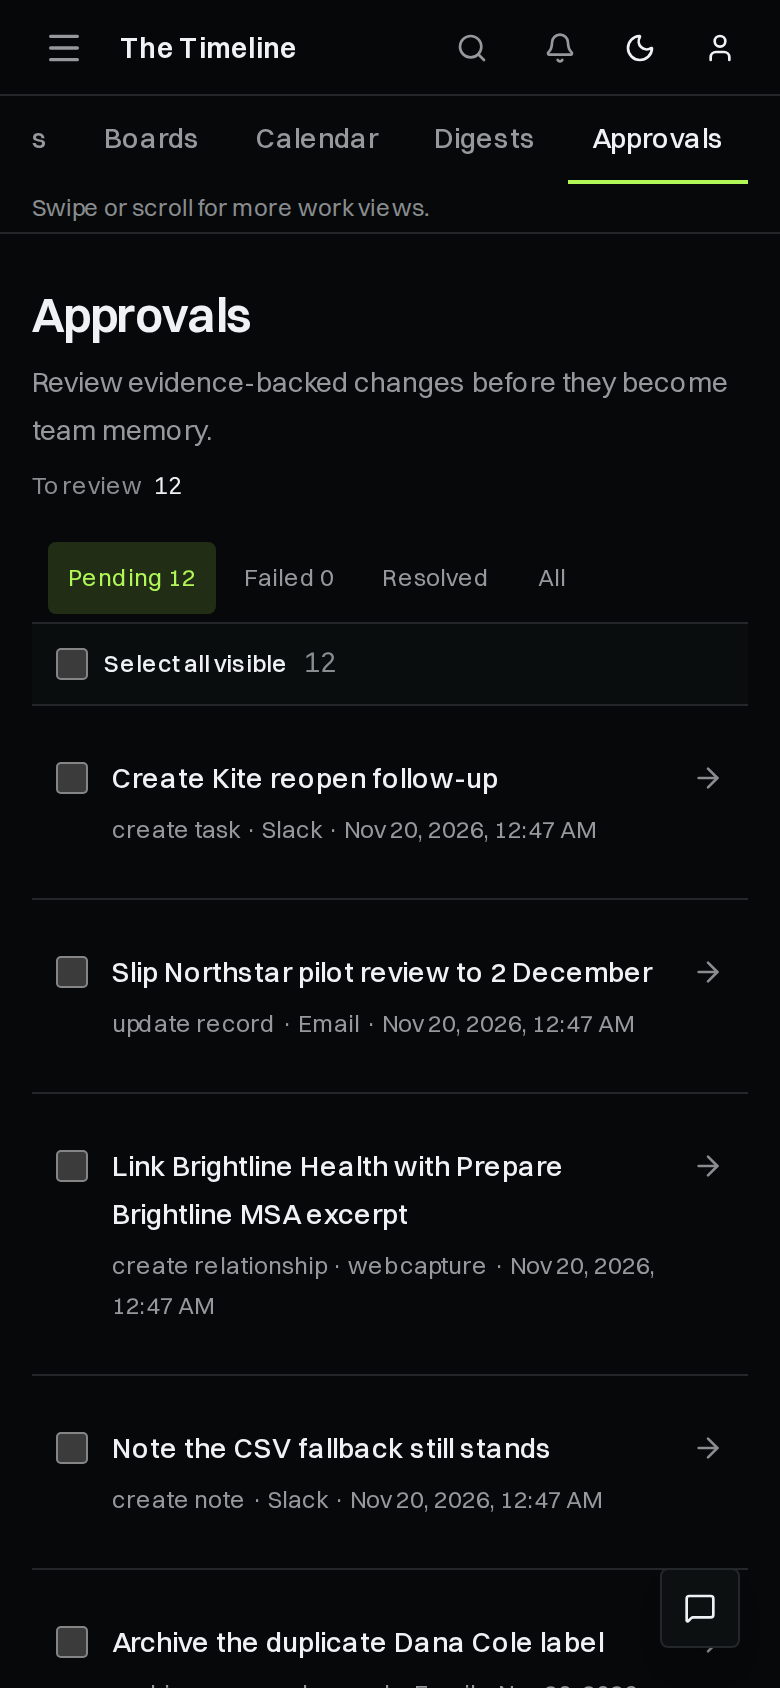 The Timeline
s Boards Calendar Digests Approvals
Swipe or scroll for more work views.
Approvals
Review evidence-backed changes before they become
team memory.
To review 12
Pending 12 Failed 0 Resolved All
Select all visible 12
Create Kite reopen follow-up
create task · Slack · Nov 20, 2026, 12:47 AM
Slip Northstar pilot review to 2 December
update record · Email · Nov 20, 2026, 12:47 AM
Link Brightline Health with Prepare
Brightline MSA excerpt
create relationship · webcapture · Nov 20, 2026,
12:47 AM
Note the CSV fallback still stands
create note · Slack · Nov 20, 2026, 12:47 AM
Archive the duplicate Dana Cole label